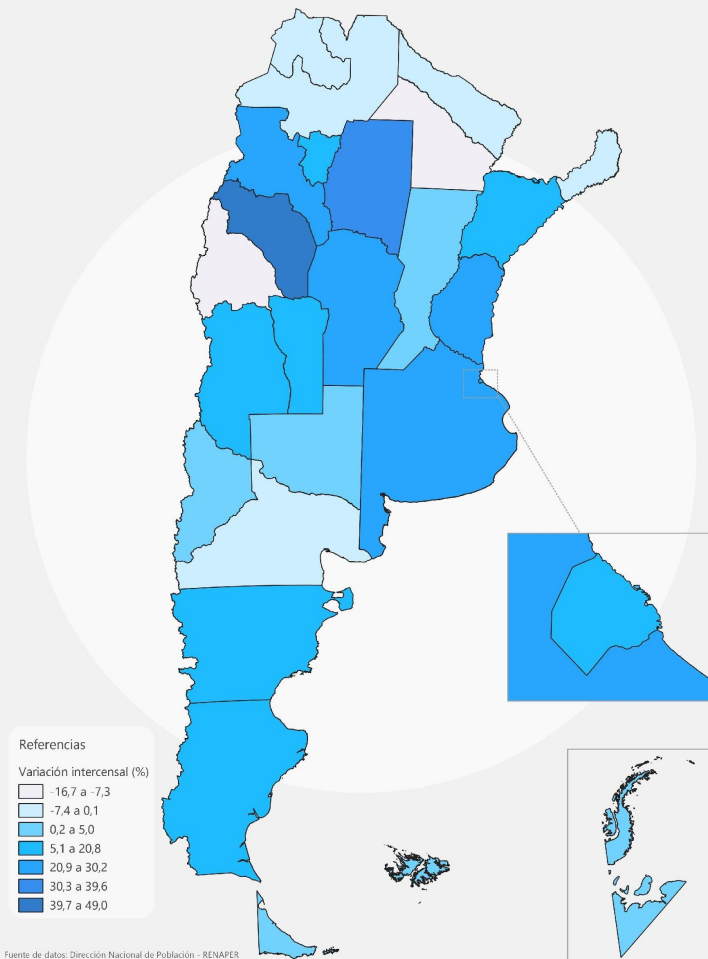 Referencias
Variación intercensal (%)
-16,7 a -7,3
-7,4 a 0,1
0,2 a 5,0
5,1 a 20,8
20,9 a 30,2
30,3 a 39,6
39,7 a 49,0
Fuente de datos: Dirección Nacional de Población - RENAPER